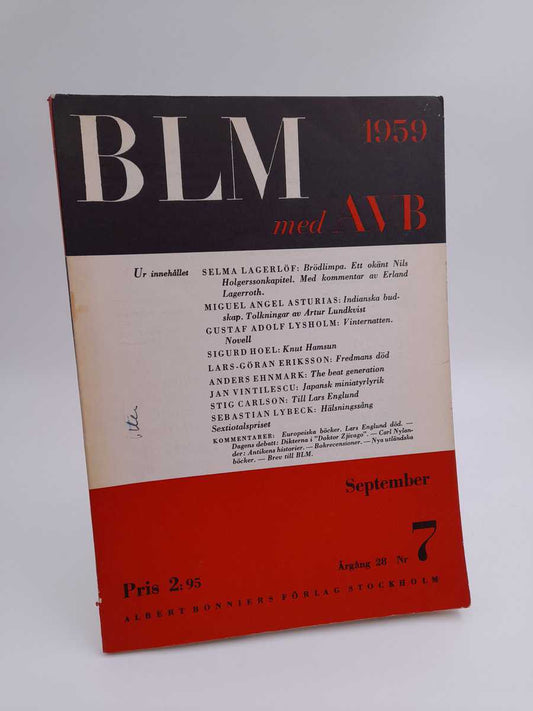 BLM 1959
med AVB
Ur innehållet SELMA LAGERLÖF: Brödlimpa. Ett okänt Nils
Holgerssonkapitel. Med kommentar av Erland
Lagerroth.
MIGUEL ANGEL ASTURIAS: Indianska bud-
skap. Tolkningar av Artur Lundkvist
GUSTAF ADOLF LYSHOLM: Vinternatten.
Novell
SIGURD HOEL: Knut Hamsun
LARS-GÖRAN ERIKSSON: Fredmans död
ANDERS EHNMARK: The beat generation
JAN VINTILESCU: Japansk miniatyrlyrik
STIG CARLSON: Till Lars Englund
SEBASTIAN LYBECK: Hälsningssång
Sextiotalspriset
KOMMENTARER: Europeiska böcker. Lars Englund död. —
Dagens debatt: Dikterna i "Doktor Zjivago". — Carl Nylan-
der: Antikens historier. — Bokrecensioner. — Nya utländska
böcker. — Brev till BLM.
September
Årgång 28 Nr 7
Pris 2:95
ALBERT BONNIERS FÖRLAG STOCKHOLM